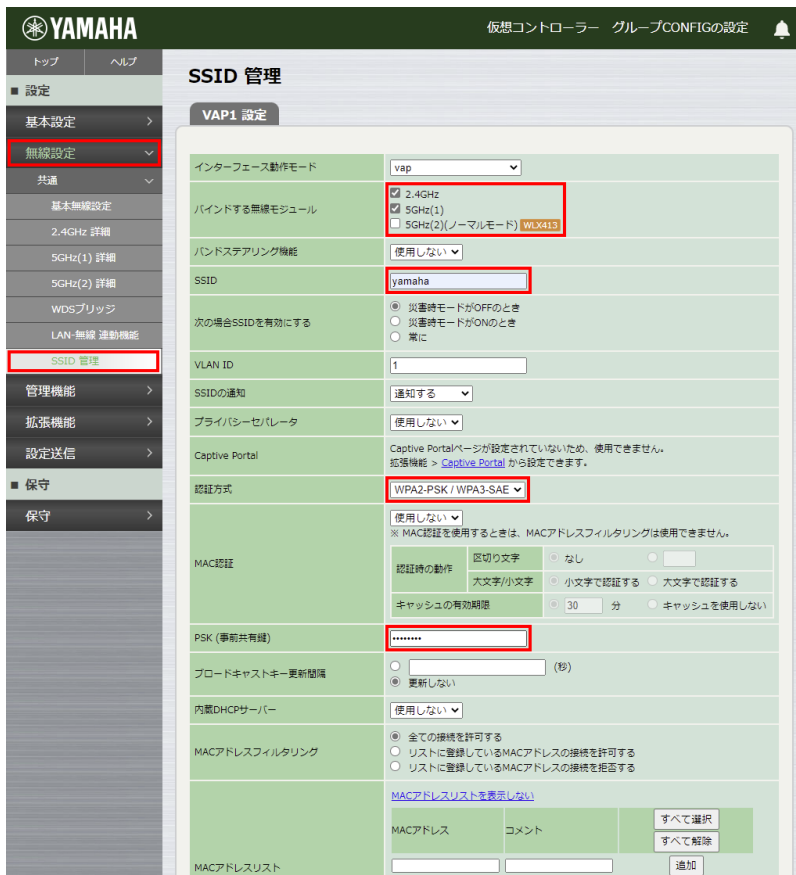 YAMAHA
仮想コントローラー グループCONFIGの設定
トップ ヘルプ
■ 設定
基本設定
無線設定
共通
基本無線設定
2.4GHz 詳細
5GHz(1) 詳細
5GHz(2) 詳細
WDSブリッジ
LAN-無線 連動機能
SSID 管理
管理機能
拡張機能
設定送信
■ 保守
保守
SSID 管理
VAP1 設定
インターフェース動作モード vap
バインドする無線モジュール
2.4GHz
5GHz(1)
5GHz(2)(ノーマルモード) WLX413
バンドステアリング機能 使用しない
SSID yamaha
次の場合SSIDを有効にする
災害時モードがOFFのとき
災害時モードがONのとき
常に
VLAN ID 1
SSIDの通知 通知する
プライバシーセパレータ 使用しない
Captive Portal
Captive Portalページが設定されていないため、使用できません。
拡張機能 > Captive Portal から設定できます。
認証方式 WPA2-PSK / WPA3-SAE
MAC認証
使用しない
※ MAC認証を使用するときは、MACアドレスフィルタリングは使用できません。
認証時の動作
区切り文字 なし
大文字/小文字 小文字で認証する 大文字で認証する
キャッシュの有効期限 30 分 キャッシュを使用しない
PSK (事前共有鍵) ········
ブロードキャストキー更新間隔
(秒)
更新しない
内蔵DHCPサーバー 使用しない
MACアドレスフィルタリング
全ての接続を許可する
リストに登録しているMACアドレスの接続を許可する
リストに登録しているMACアドレスの接続を拒否する
MACアドレスリスト
MACアドレスリストを表示しない
MACアドレス コメント
すべて選択
すべて解除
追加